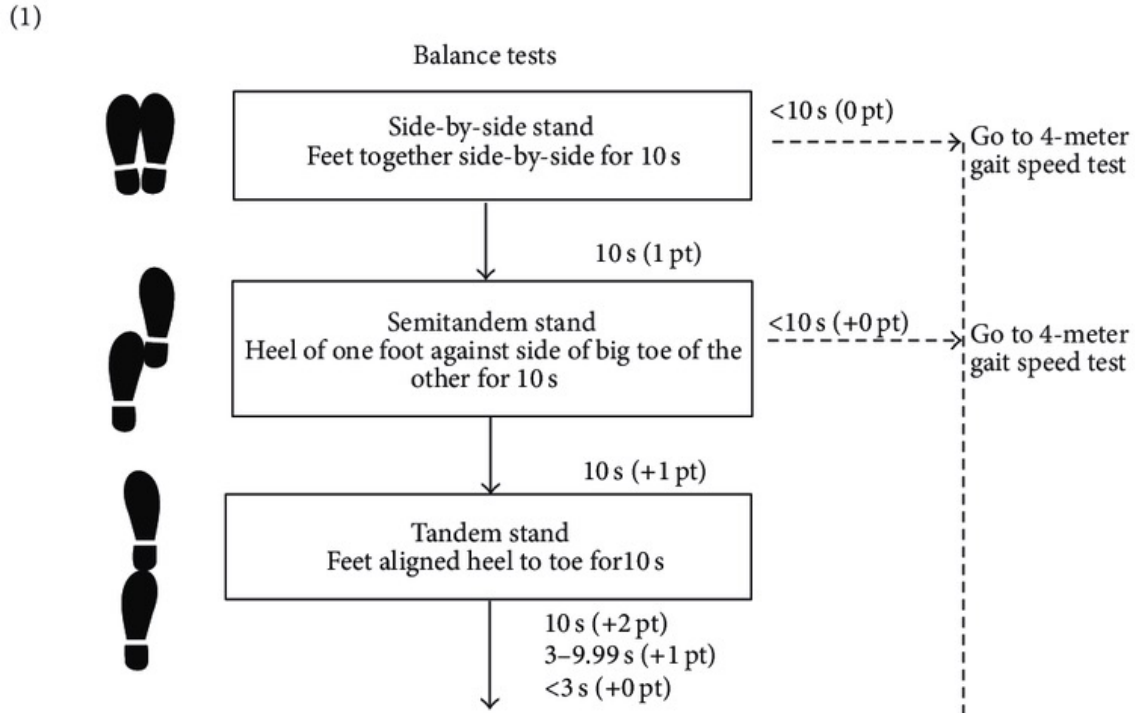 (1)
Balance tests
Side-by-side stand
Feet together side-by-side for 10 s
<10 s (0 pt)
Go to 4-meter
gait speed test
10 s (1 pt)
Semitandem stand
Heel of one foot against side of big toe of the
other for 10 s
<10 s (+0 pt)
Go to 4-meter
gait speed test
10 s (+1 pt)
Tandem stand
Feet aligned heel to toe for10 s
10 s (+2 pt)
3–9.99 s (+1 pt)
<3 s (+0 pt)